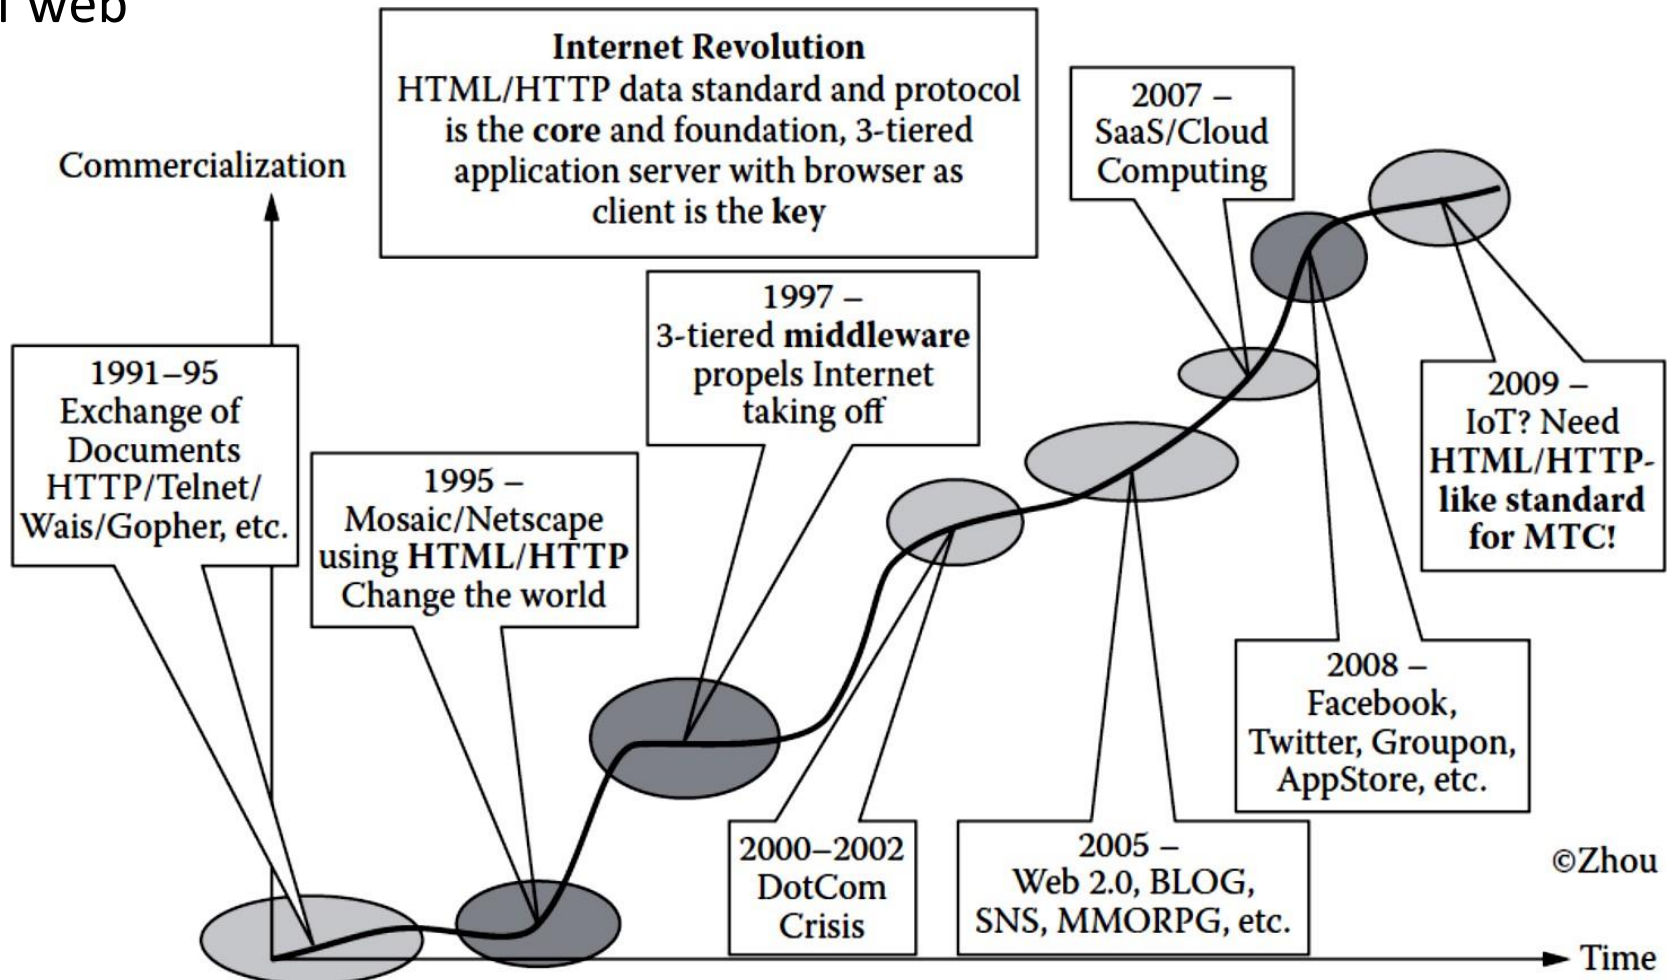 web
Internet Revolution
HTML/HTTP data standard and protocol
is the core and foundation, 3-tiered
application server with browser as
client is the key
Commercialization
2007 –
SaaS/Cloud
Computing
1997 –
3-tiered middleware
propels Internet
taking off
1991–95
Exchange of
Documents
HTTP/Telnet/
Wais/Gopher, etc.
1995 –
Mosaic/Netscape
using HTML/HTTP
Change the world
2009 –
IoT? Need
HTML/HTTP-
like standard
for MTC!
2008 –
Facebook,
Twitter, Groupon,
AppStore, etc.
2000–2002
DotCom
Crisis
2005 –
Web 2.0, BLOG,
SNS, MMORPG, etc.
©Zhou
Time